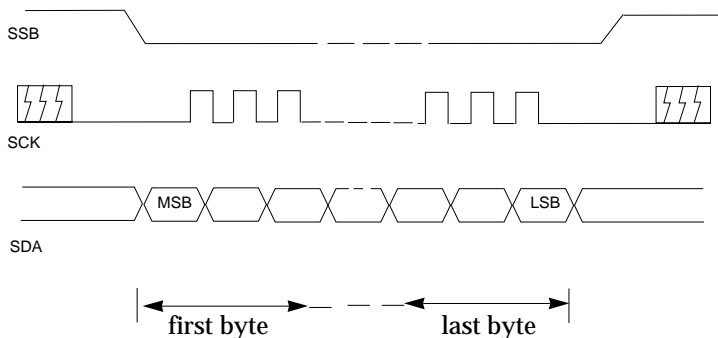 SSB
SCK
MSB
LSB
SDA
first byte
last byte